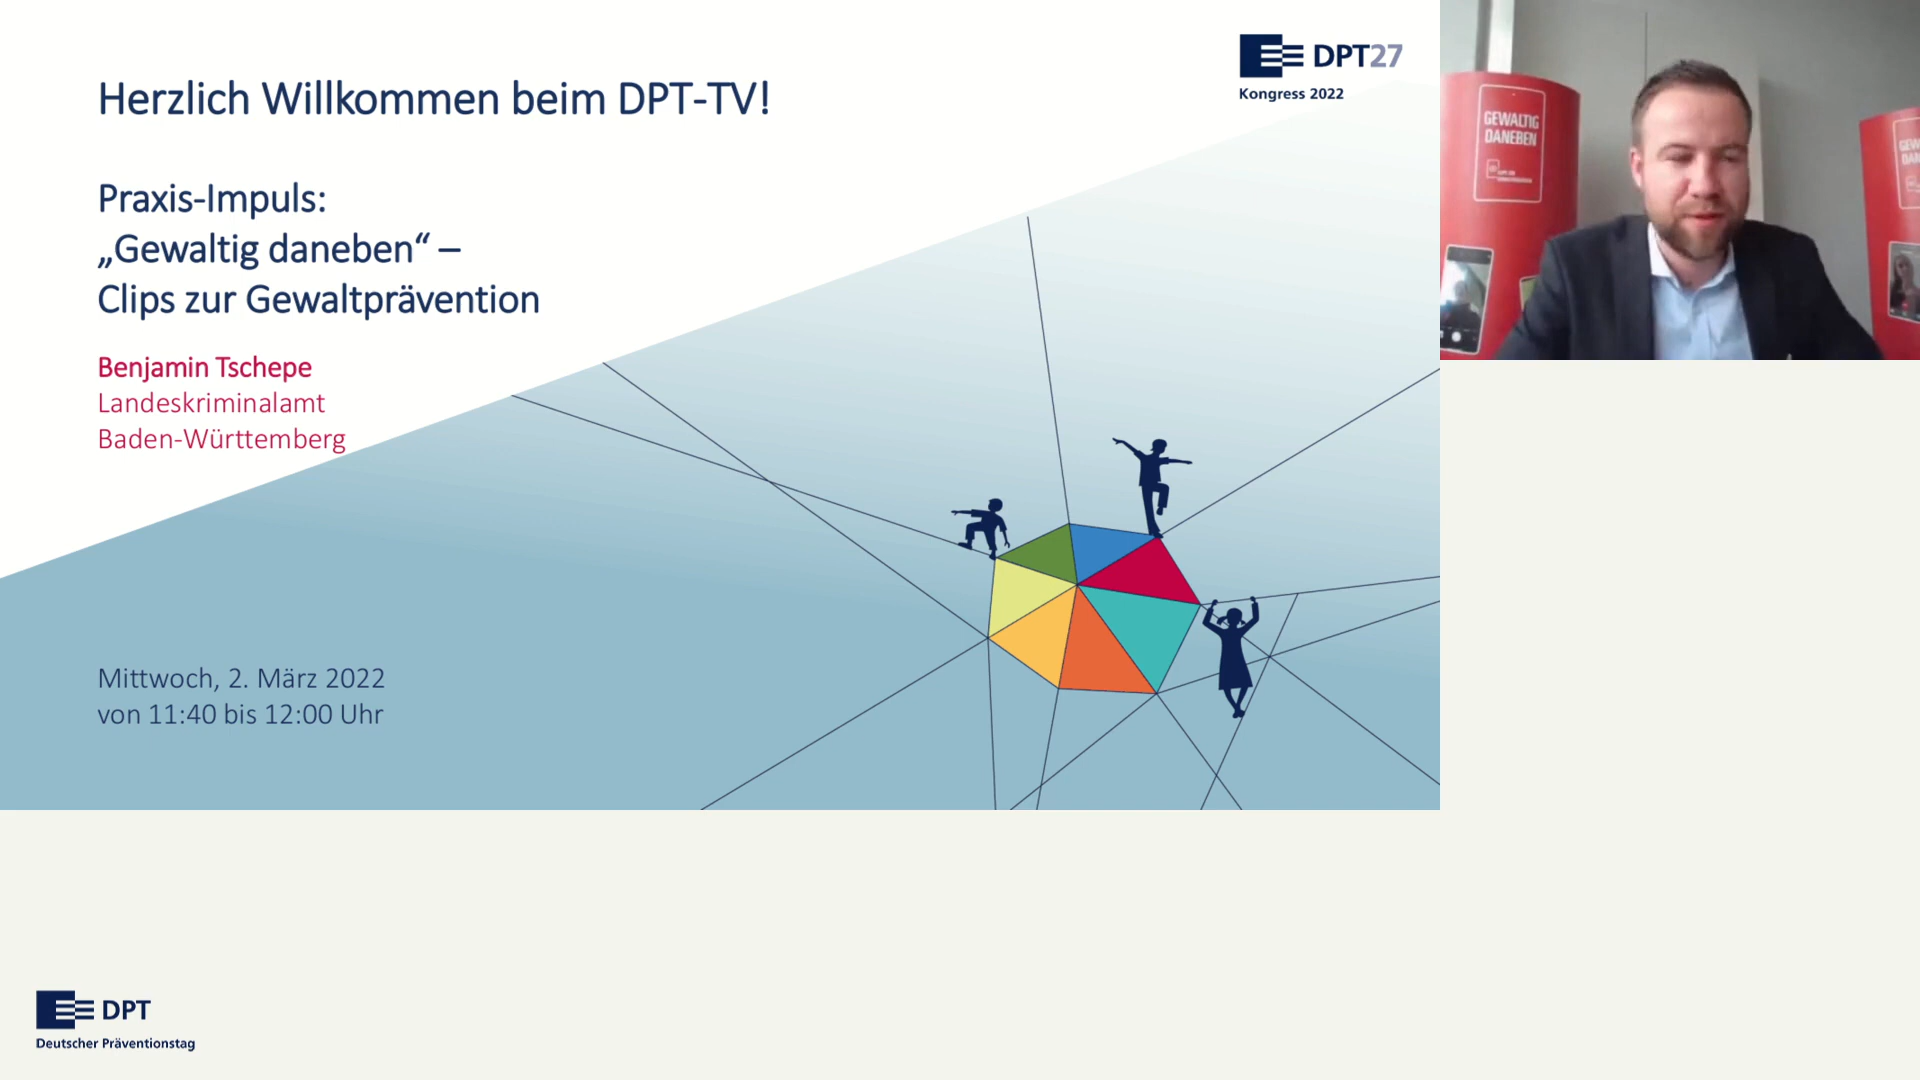 Herzlich Willkommen beim DPT-TV!
Praxis-Impuls:
„Gewaltig daneben“ –
Clips zur Gewaltprävention
Benjamin Tschepe
Landeskriminalamt
Baden-Württemberg
Mittwoch, 2. März 2022
von 11:40 bis 12:00 Uhr
DPT27
Kongress 2022
GEWALTIG
DANEBEN
DPT
Deutscher Präventionstag